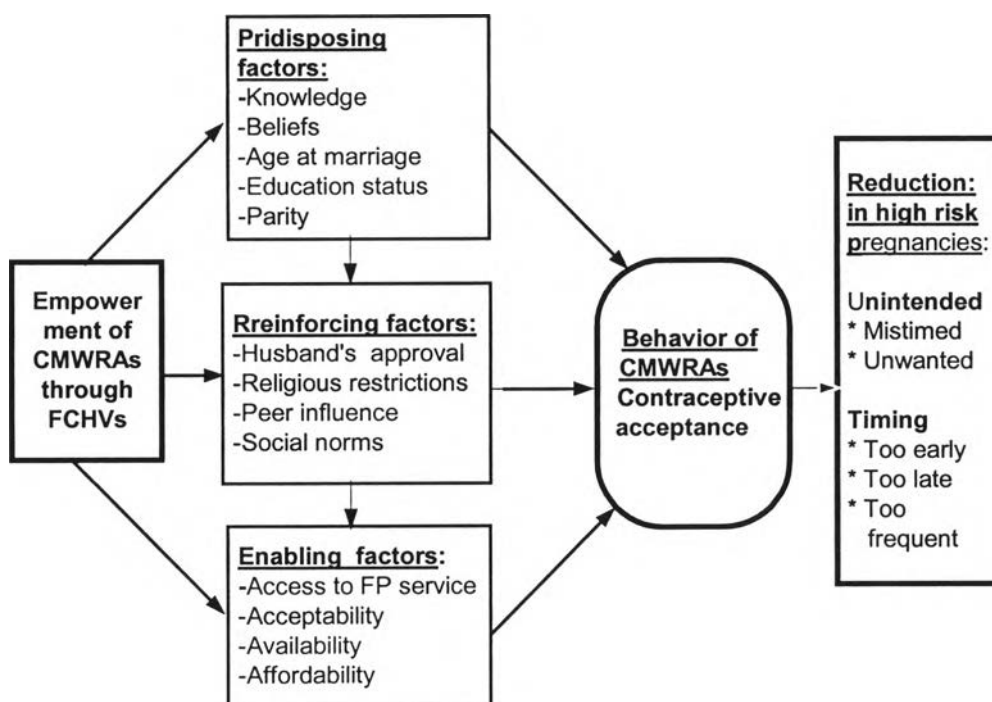 Empower
ment of
CMWRAs
through
FCHVs
Pridisposing
factors:
-Knowledge
-Beliefs
-Age at marriage
-Education status
-Parity
Rreinforcing factors:
-Husband's approval
-Religious restrictions
-Peer influence
-Social norms
Enabling factors:
-Access to FP service
-Acceptability
-Availability
-Affordability
Behavior of
CMWRAs
Contraceptive
acceptance
Reduction:
in high risk
pregnancies:
Unintended
* Mistimed
* Unwanted
Timing
* Too early
* Too late
* Too
frequent